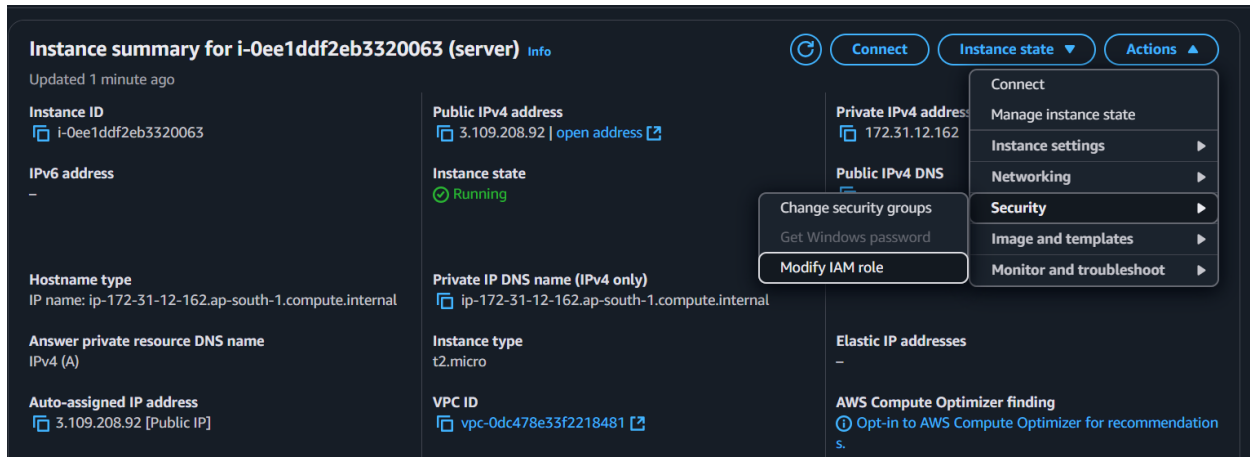 Instance summary for i-0ee1ddf2eb3320063 (server) Info
Connect
Instance state
Actions
Updated 1 minute ago
Connect
Manage instance state
Instance settings
Networking
Security
Image and templates
Monitor and troubleshoot
Change security groups
Get Windows password
Modify IAM role
Instance ID
i-0ee1ddf2eb3320063
Public IPv4 address
3.109.208.92 | open address
Private IPv4 address
172.31.12.162
IPv6 address
–
Instance state
Running
Public IPv4 DNS
Hostname type
IP name: ip-172-31-12-162.ap-south-1.compute.internal
Private IP DNS name (IPv4 only)
ip-172-31-12-162.ap-south-1.compute.internal
Answer private resource DNS name
IPv4 (A)
Instance type
t2.micro
Elastic IP addresses
–
Auto-assigned IP address
3.109.208.92 [Public IP]
VPC ID
vpc-0dc478e33f2218481
AWS Compute Optimizer finding
Opt-in to AWS Compute Optimizer for recommendation
s.